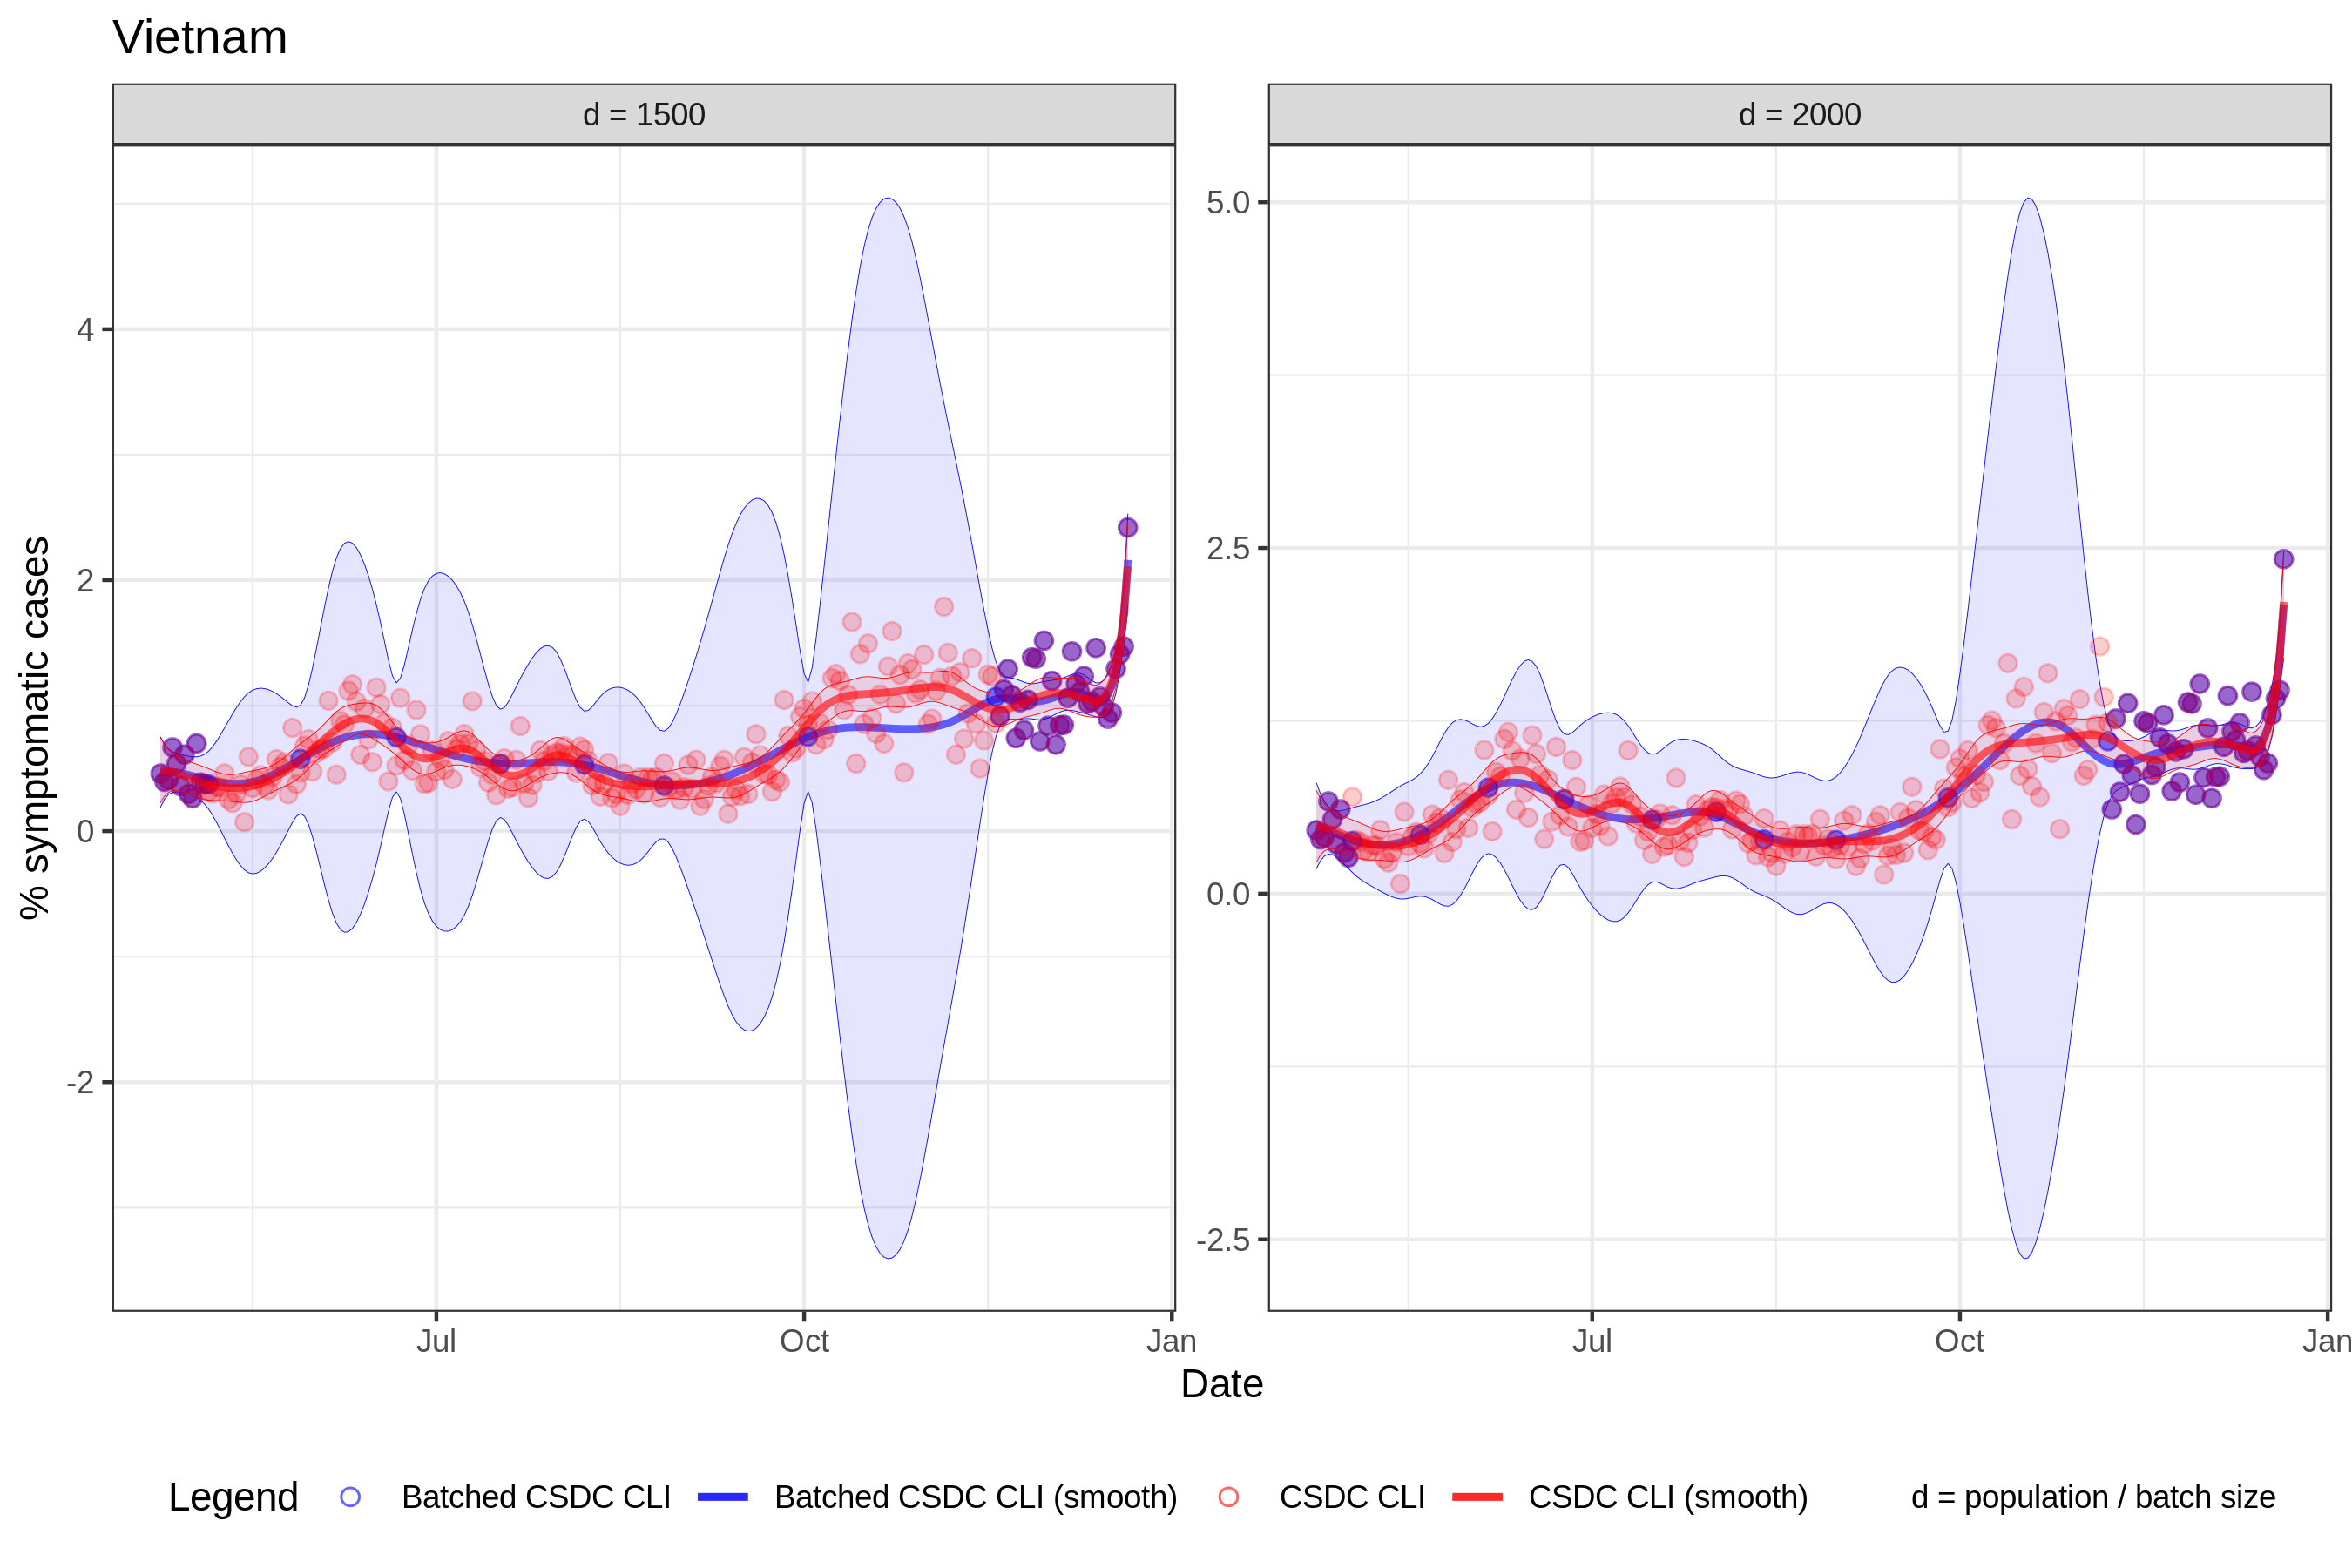 Vietnam
d = 1500
d = 2000
% symptomatic cases
4
2
0
-2
5.0
2.5
0.0
-2.5
Jul
Oct
Jan
Jul
Oct
Jan
Date
Legend
Batched CSDC CLI
Batched CSDC CLI (smooth)
CSDC CLI
CSDC CLI (smooth)
d = population / batch size